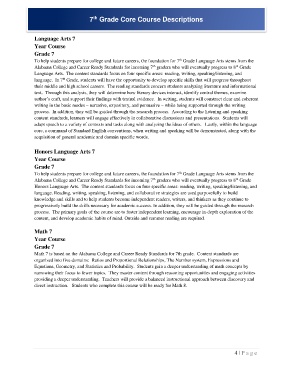 7th Grade Core Course Descriptions
Language Arts 7
Year Course
Grade 7
To help students prepare for college and future careers, the foundation for 7th Grade Language Arts stems from the
Alabama College and Career Ready Standards for incoming 7th graders who will eventually progress to 8th Grade
Language Arts. The content standards focus on four specific areas: reading, writing, speaking/listening, and
language. In 7th Grade, students will have the opportunity to develop specific skills that will progress throughout
their middle and high school careers. The reading standards concern students analyzing literature and informational
text. Through this analysis, they will determine how literary devices interact, identify central themes, examine
author's craft, and support their findings with textual evidence. In writing, students will construct clear and coherent
writing in the basic modes – narrative, expository, and persuasive – while being supported through the writing
process. In addition, they will be guided through the research process. According to the listening and speaking
content standards, learners will engage effectively in collaborative discussions and presentations. Students will
adapt speech to a variety of contexts and tasks along with analyzing the ideas of others. Lastly, within the language
core, a command of Standard English conventions, when writing and speaking will be demonstrated, along with the
acquisition of general academic and domain specific words.
Honors Language Arts 7
Year Course
Grade 7
To help students prepare for college and future careers, the foundation for 7th Grade Language Arts stems from the
Alabama College and Career Ready Standards for incoming 7th graders who will eventually progress to 8th Grade
Honors Language Arts. The content standards focus on four specific areas: reading, writing, speaking/listening, and
language. Reading, writing, speaking, listening, and collaborative strategies are used purposefully to build
knowledge and skills and to help students become independent readers, writers, and thinkers as they continue to
progressively build the skills necessary for academic success. In addition, they will be guided through the research
process. The primary goals of the course are to foster independent learning, encourage in-depth exploration of the
content, and develop academic habits of mind. Outside and summer reading are required.
Math 7
Year Course
Grade 7
Math 7 is based on the Alabama College and Career Ready Standards for 7th grade. Content standards are
organized into five domains: Ratios and Proportional Relationships, The Number system, Expressions and
Equations, Geometry, and Statistics and Probability. Students gain a deeper understanding of math concepts by
narrowing their focus to fewer topics. They master content through reasoning opportunities and engaging activities
providing a deeper understanding. Teachers will provide a balanced instructional approach between discovery and
direct instruction. Students who complete this course will be ready for Math 8.
4 | Page